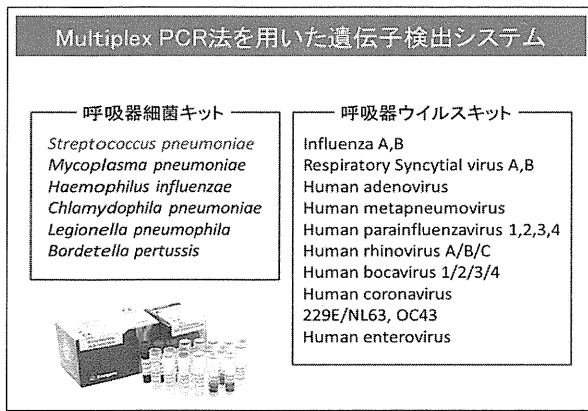 Multiplex PCR法を用いた遺伝子検出システム
呼吸器細菌キット
Streptococcus pneumoniae
Mycoplasma pneumoniae
Haemophilus influenzae
Chlamydophila pneumoniae
Legionella pneumophila
Bordetella pertussis
呼吸器ウイルスキット
Influenza A,B
Respiratory Syncytial virus A,B
Human adenovirus
Human metapneumovirus
Human parainfluenzavirus 1,2,3,4
Human rhinovirus A/B/C
Human bocavirus 1/2/3/4
Human coronavirus
229E/NL63, OC43
Human enterovirus